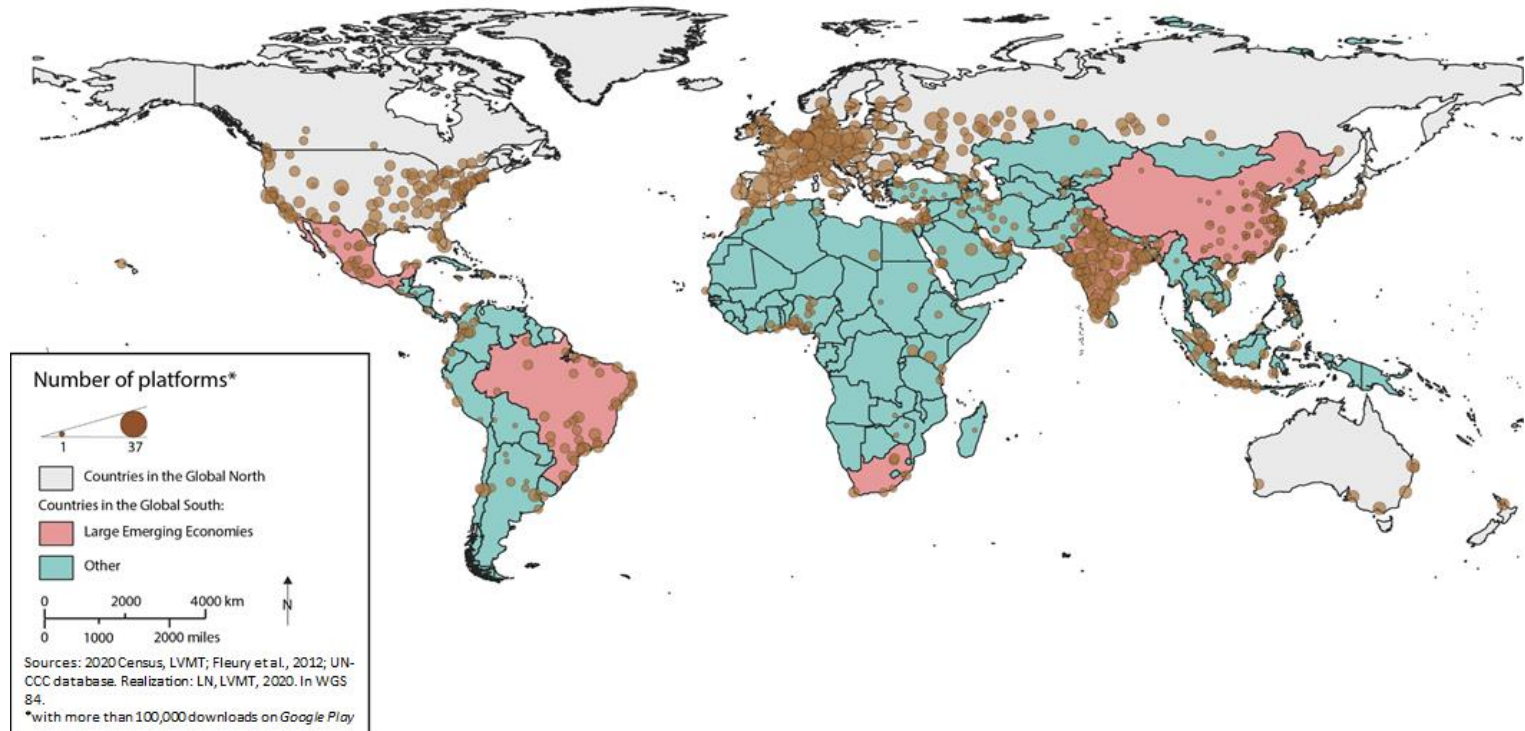 Number of platforms*
1 37
Countries in the Global North
Countries in the Global South:
Large Emerging Economies
Other
0 2000 4000 km
N
0 1000 2000 miles
Sources: 2020 Census, LVMT; Fleury et al., 2012; UN-
CCC database. Realization: LN, LVMT, 2020. In WGS
84.
*with more than 100,000 downloads on Google Play